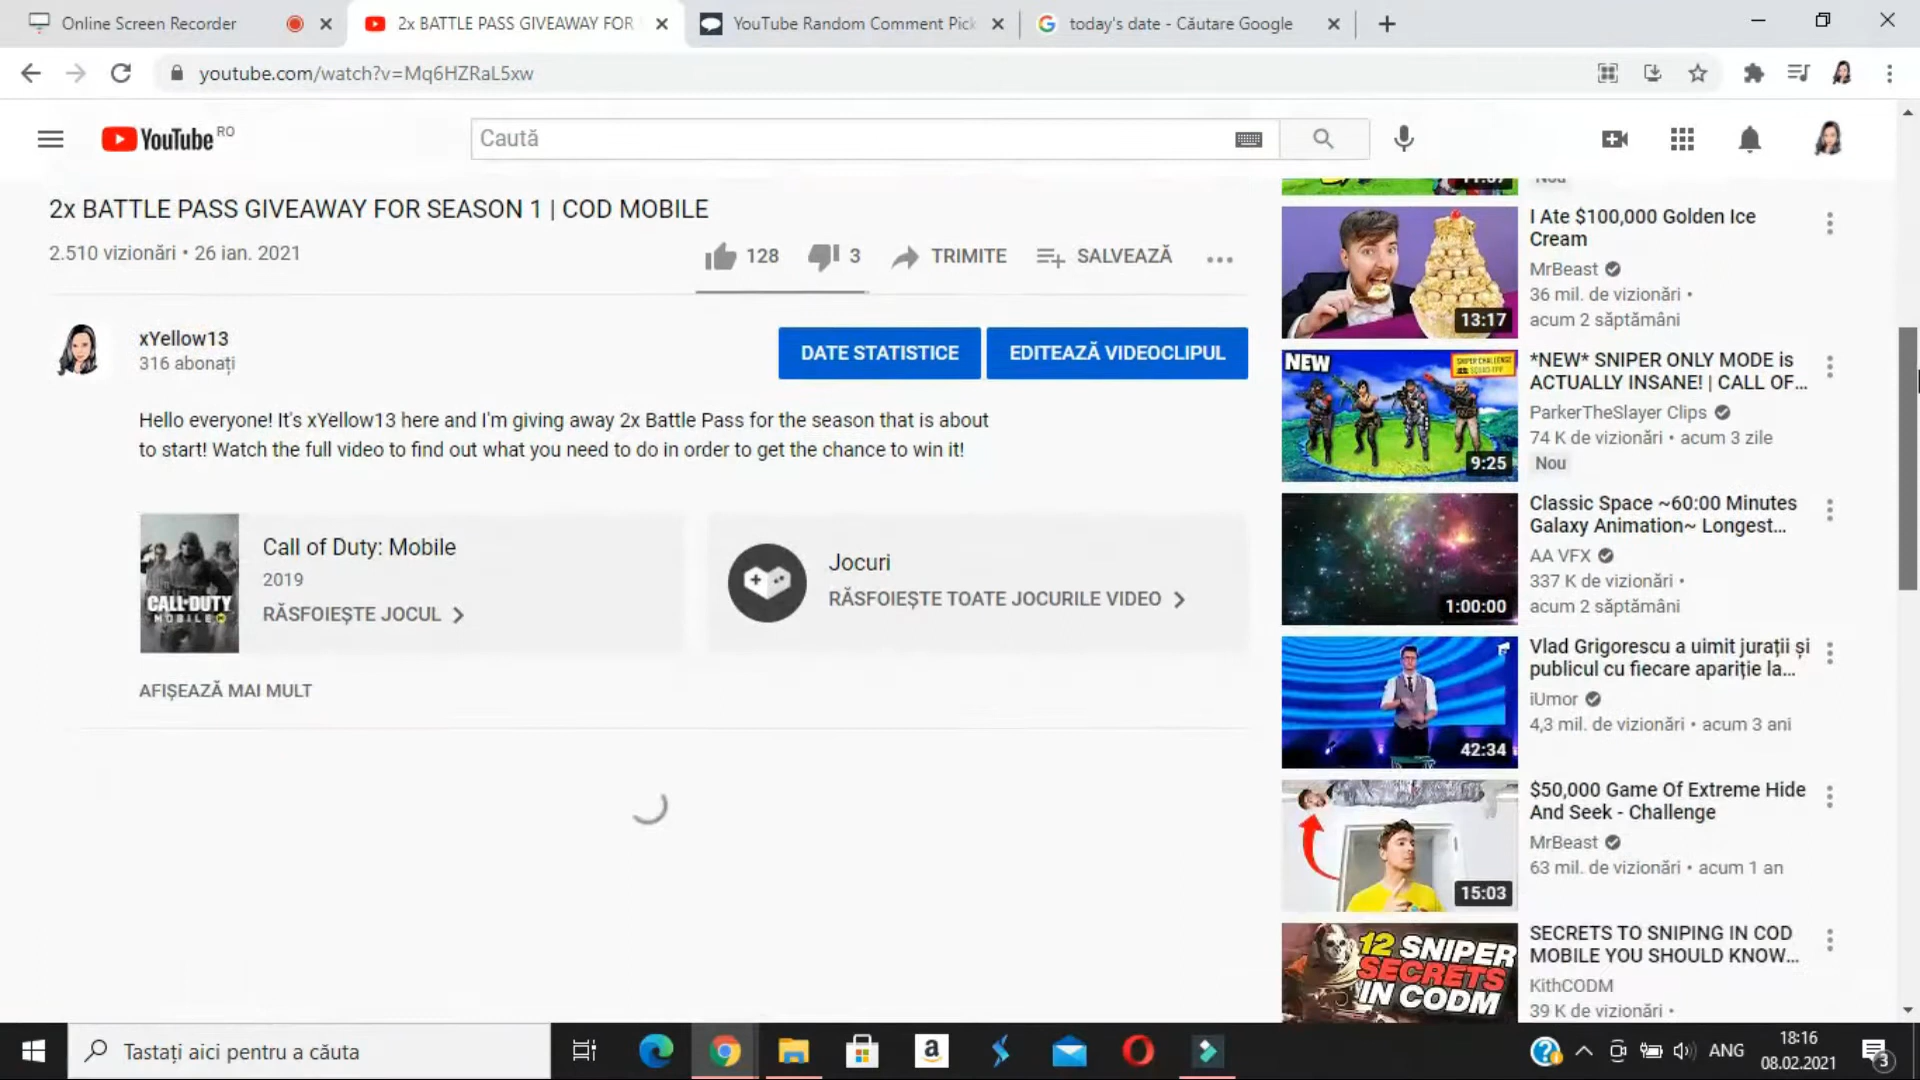 Online Screen Recorder
2x BATTLE PASS GIVEAWAY FOR
YouTube Random Comment Pick
today's date - Căutare Google
youtube.com/watch?v=Mq6HZRaL5xw
YouTube RO
Caută
2x BATTLE PASS GIVEAWAY FOR SEASON 1 | COD MOBILE
2.510 vizionări • 26 ian. 2021
128
3
TRIMITE
SALVEAZĂ
xYellow13
316 abonați
DATE STATISTICE
EDITEAZĂ VIDEOCLIPUL
Hello everyone! It's xYellow13 here and I'm giving away 2x Battle Pass for the season that is about
to start! Watch the full video to find out what you need to do in order to get the chance to win it!
CALL OF DUTY
MOBILE
Call of Duty: Mobile
2019
RĂSFOIEȘTE JOCUL
Jocuri
RĂSFOIEȘTE TOATE JOCURILE VIDEO
AFIȘEAZĂ MAI MULT
Nou
I Ate $100,000 Golden Ice
Cream
MrBeast
36 mil. de vizionări •
acum 2 săptămâni
13:17
NEW
SNIPER CHALLENGE
*NEW* SNIPER ONLY MODE is
ACTUALLY INSANE! | CALL OF...
ParkerTheSlayer Clips
74 K de vizionări • acum 3 zile
Nou
9:25
Classic Space ~60:00 Minutes
Galaxy Animation~ Longest...
AA VFX
337 K de vizionări •
acum 2 săptămâni
1:00:00
Vlad Grigorescu a uimit jurații și
publicul cu fiecare apariție la...
iUmor
4,3 mil. de vizionări • acum 3 ani
42:34
$50,000 Game Of Extreme Hide
And Seek - Challenge
MrBeast
63 mil. de vizionări • acum 1 an
15:03
12 SNIPER
SECRETS
IN CODM
SECRETS TO SNIPING IN COD
MOBILE YOU SHOULD KNOW...
KithCODM
39 K de vizionări •
Tastați aici pentru a căuta
ANG
18:16
08.02.2021
3